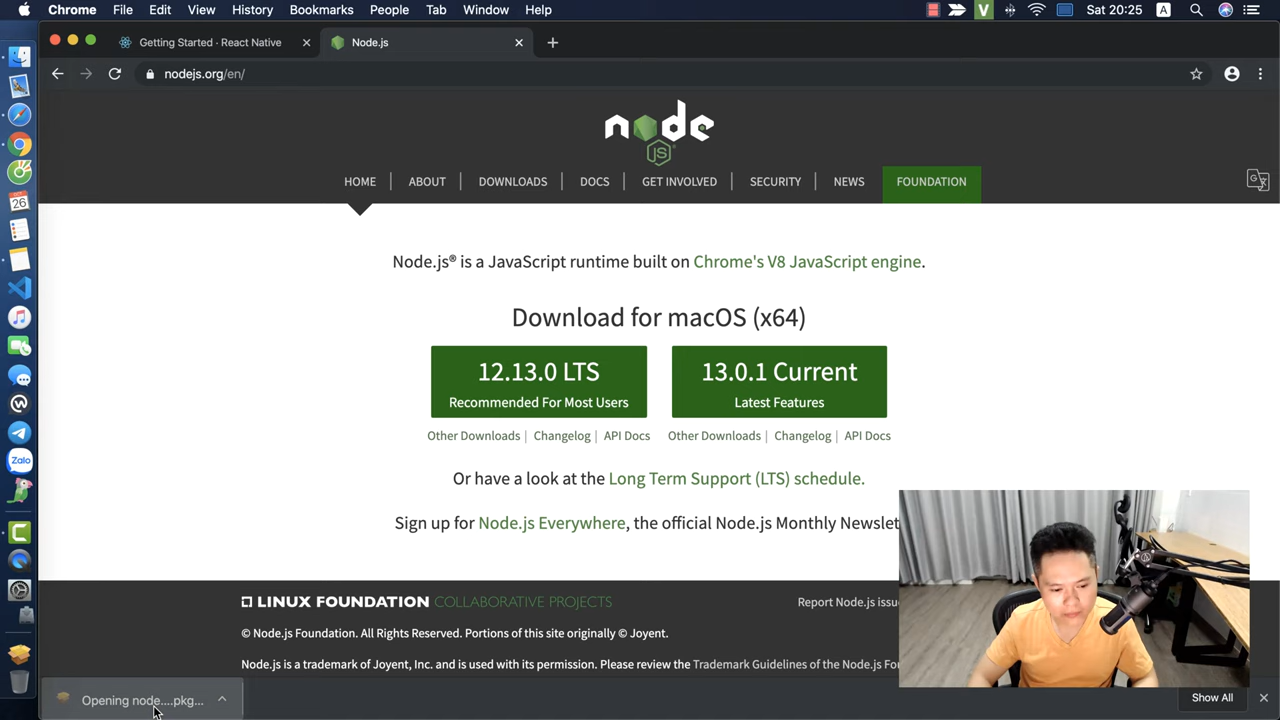 Chrome File Edit View History Bookmarks People Tab Window Help V Sat 20:25 A
Getting Started · React Native Node.js
nodejs.org/en/
node
JS
HOME ABOUT DOWNLOADS DOCS GET INVOLVED SECURITY NEWS FOUNDATION
Node.js® is a JavaScript runtime built on Chrome's V8 JavaScript engine.
Download for macOS (x64)
12.13.0 LTS
Recommended For Most Users
13.0.1 Current
Latest Features
Other Downloads | Changelog | API Docs Other Downloads | Changelog | API Docs
Or have a look at the Long Term Support (LTS) schedule.
Sign up for Node.js Everywhere, the official Node.js Monthly Newslet
LINUX FOUNDATION COLLABORATIVE PROJECTS
Report Node.js issu
© Node.js Foundation. All Rights Reserved. Portions of this site originally © Joyent.
Node.js is a trademark of Joyent, Inc. and is used with its permission. Please review the Trademark Guidelines of the Node.js Fou
Opening node....pkg... Show All
26
Zalo